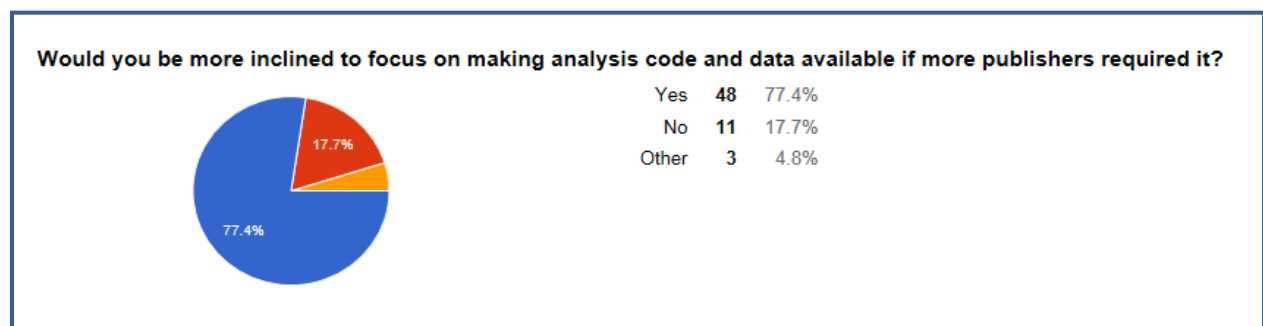 Would you be more inclined to focus on making analysis code and data available if more publishers required it?
Yes 48 77.4%
No 11 17.7%
Other 3 4.8%
17.7%
77.4%